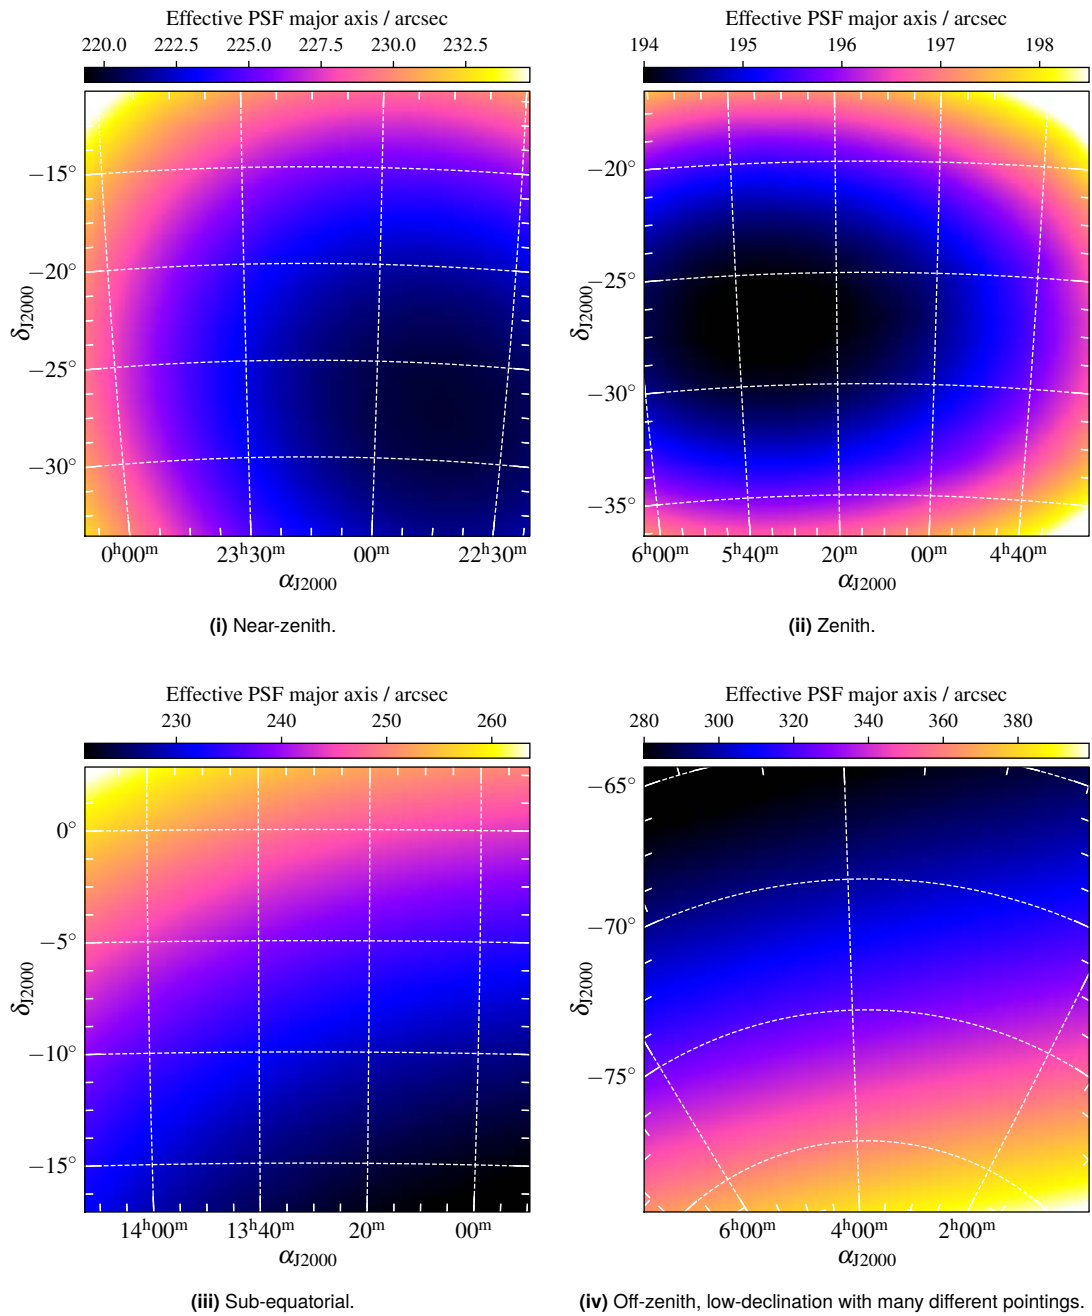 Effective PSF major axis / arcsec
220.0 222.5 225.0 227.5 230.0 232.5
−15°
−20°
−25°
−30°
δJ2000
0h00m 23h30m 00m 22h30m
αJ2000
(i) Near-zenith.
Effective PSF major axis / arcsec
194 195 196 197 198
−20°
−25°
−30°
−35°
δJ2000
6h00m 5h40m 20m 00m 4h40m
αJ2000
(ii) Zenith.
Effective PSF major axis / arcsec
230 240 250 260
0°
−5°
−10°
−15°
δJ2000
14h00m 13h40m 20m 00m
αJ2000
(iii) Sub-equatorial.
Effective PSF major axis / arcsec
280 300 320 340 360 380
−65°
−70°
−75°
δJ2000
6h00m 4h00m 2h00m
αJ2000
(iv) Off-zenith, low-declination with many different pointings.